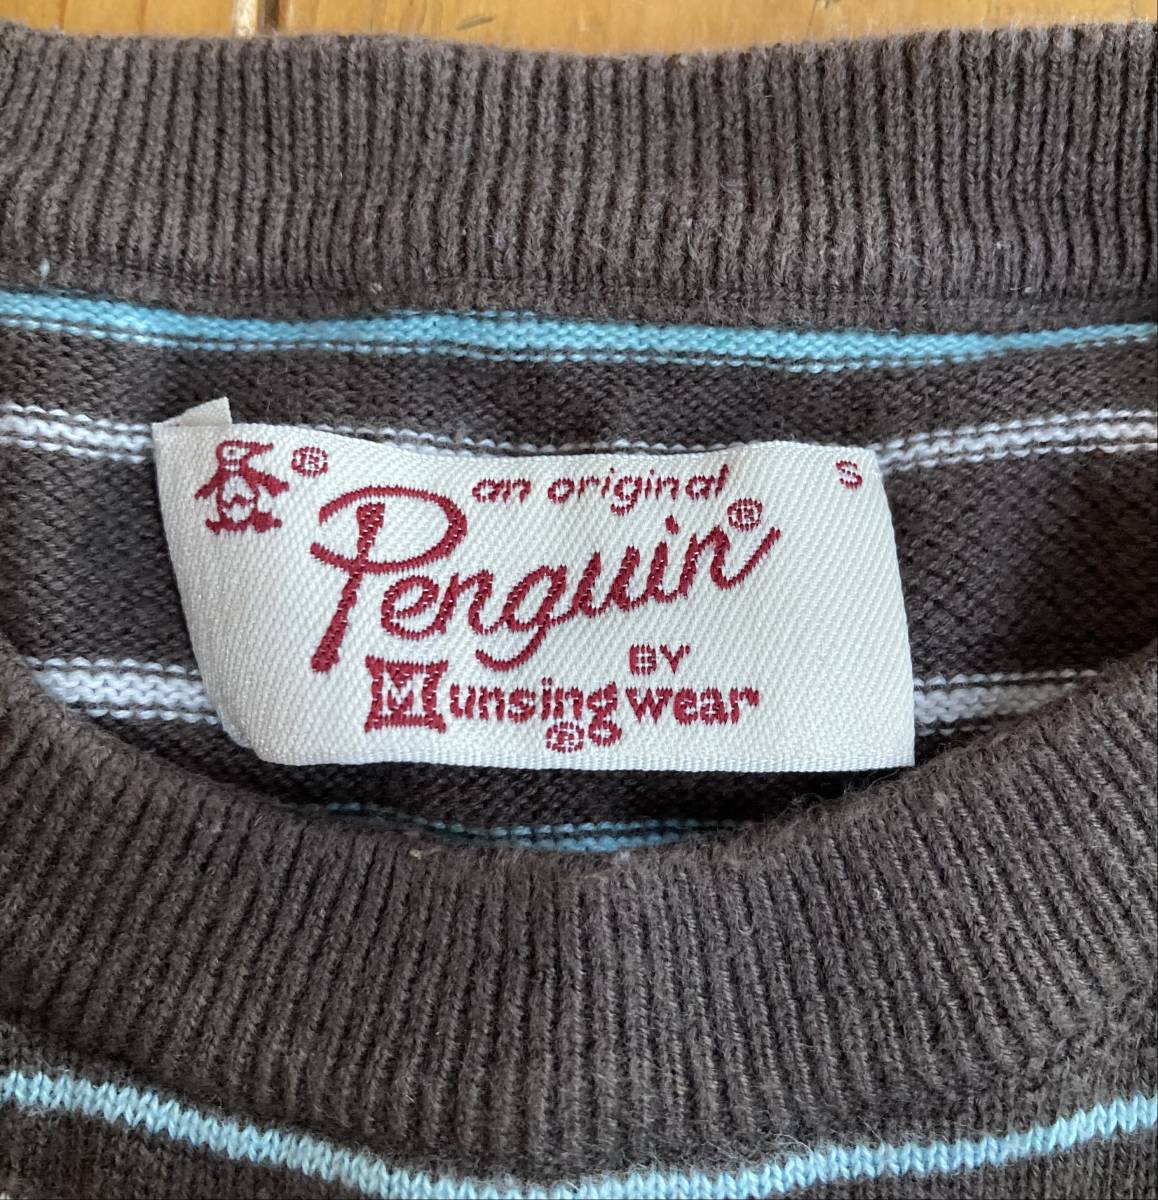 ® an original S
Penguin®
BY
Munsingwear
®